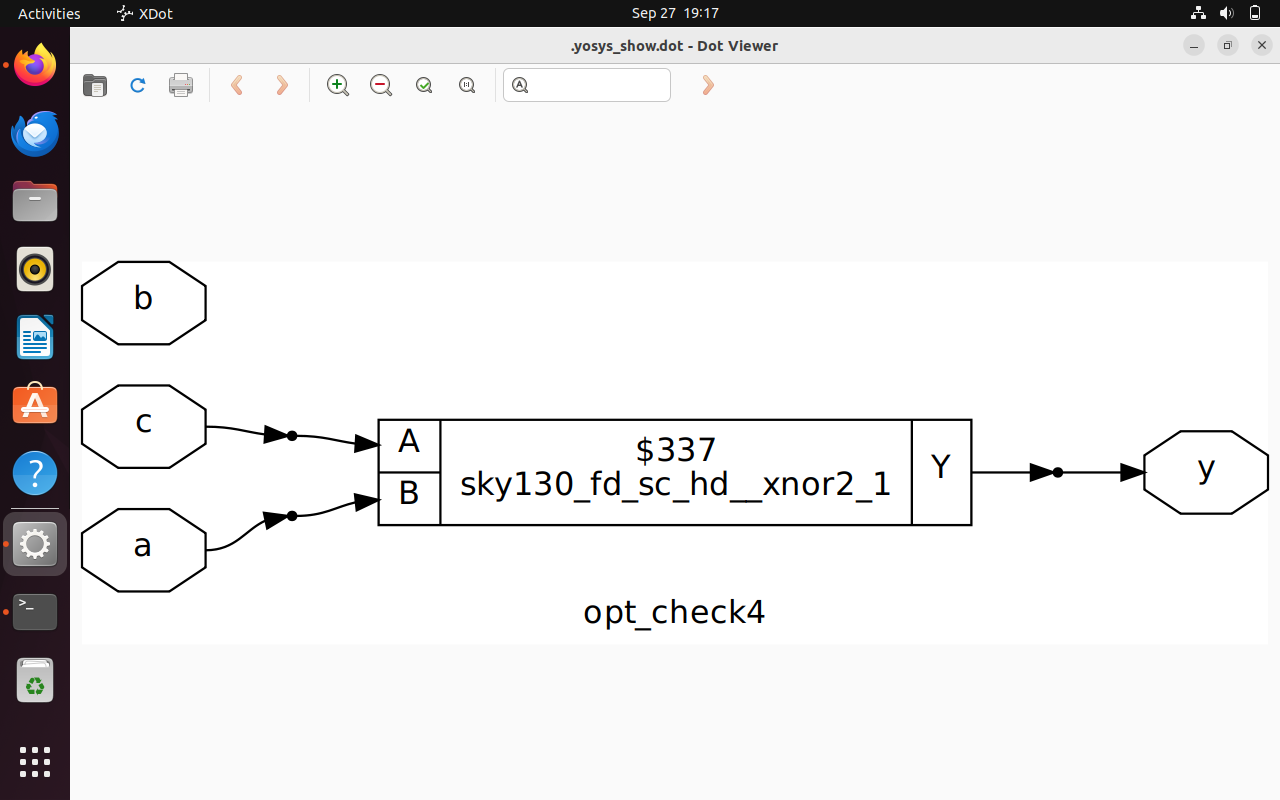 Activities XDot Sep 27 19:17
.yosys_show.dot - Dot Viewer
b
c
a
A
B
$337
sky130_fd_sc_hd__xnor2_1
Y
y
opt_check4